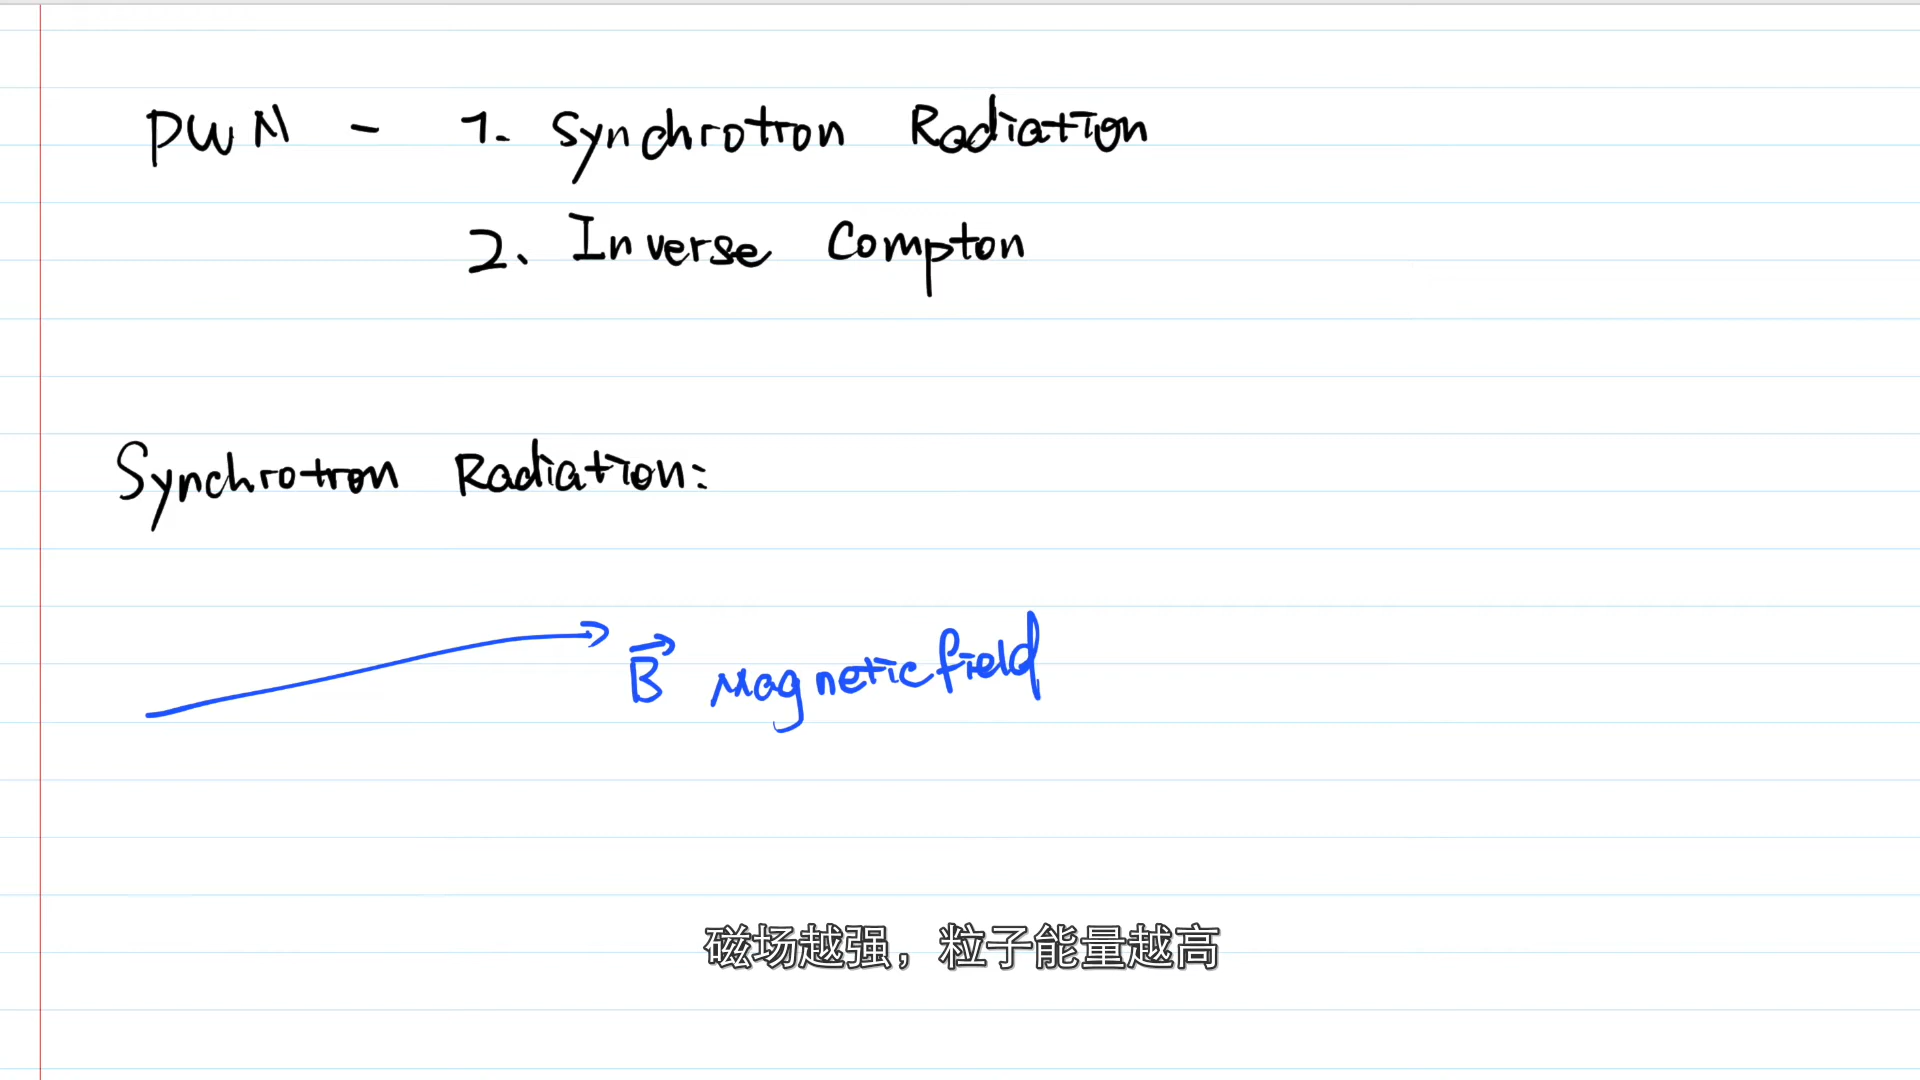 PWN - 1. Synchrotron Radiation
2. Inverse Compton
Synchrotron Radiation:
B Magnetic field
磁场越强，粒子能量越高